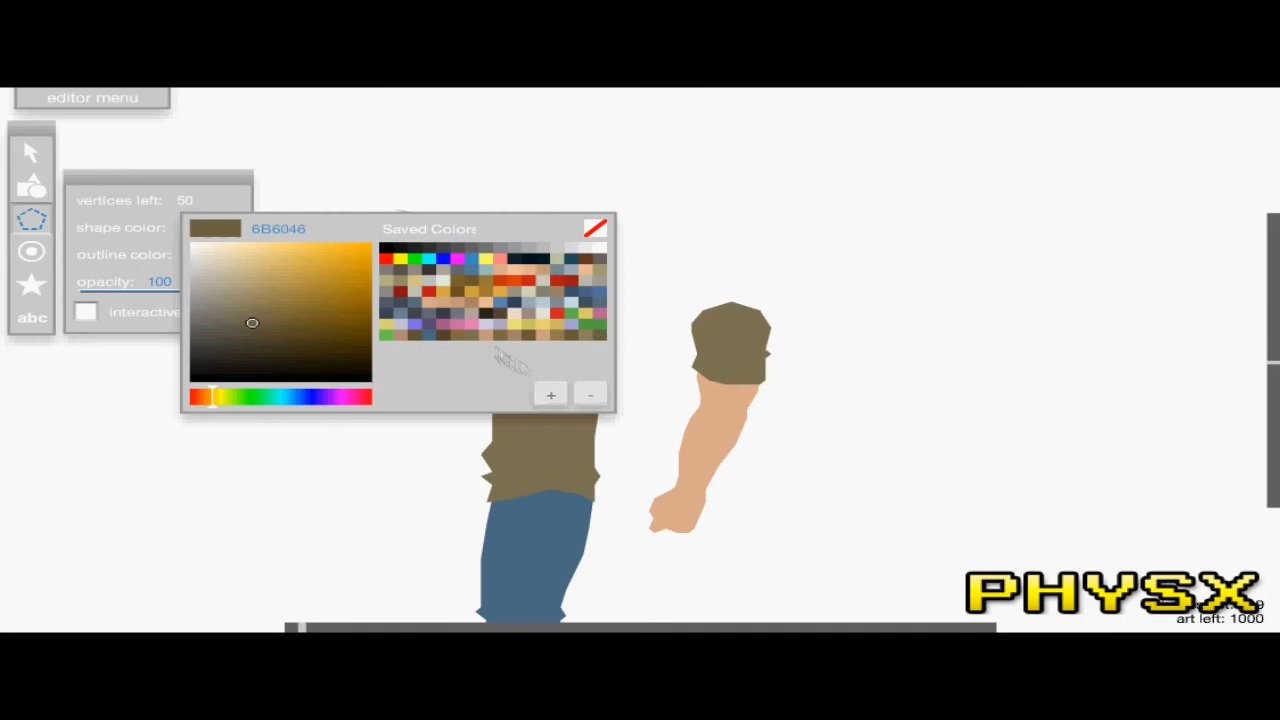 editor menu
vertices left: 50
shape color:
outline color:
opacity: 100
interactive
abc
6B6046
Saved Colors
+
-
PHYSX
art left: 1000